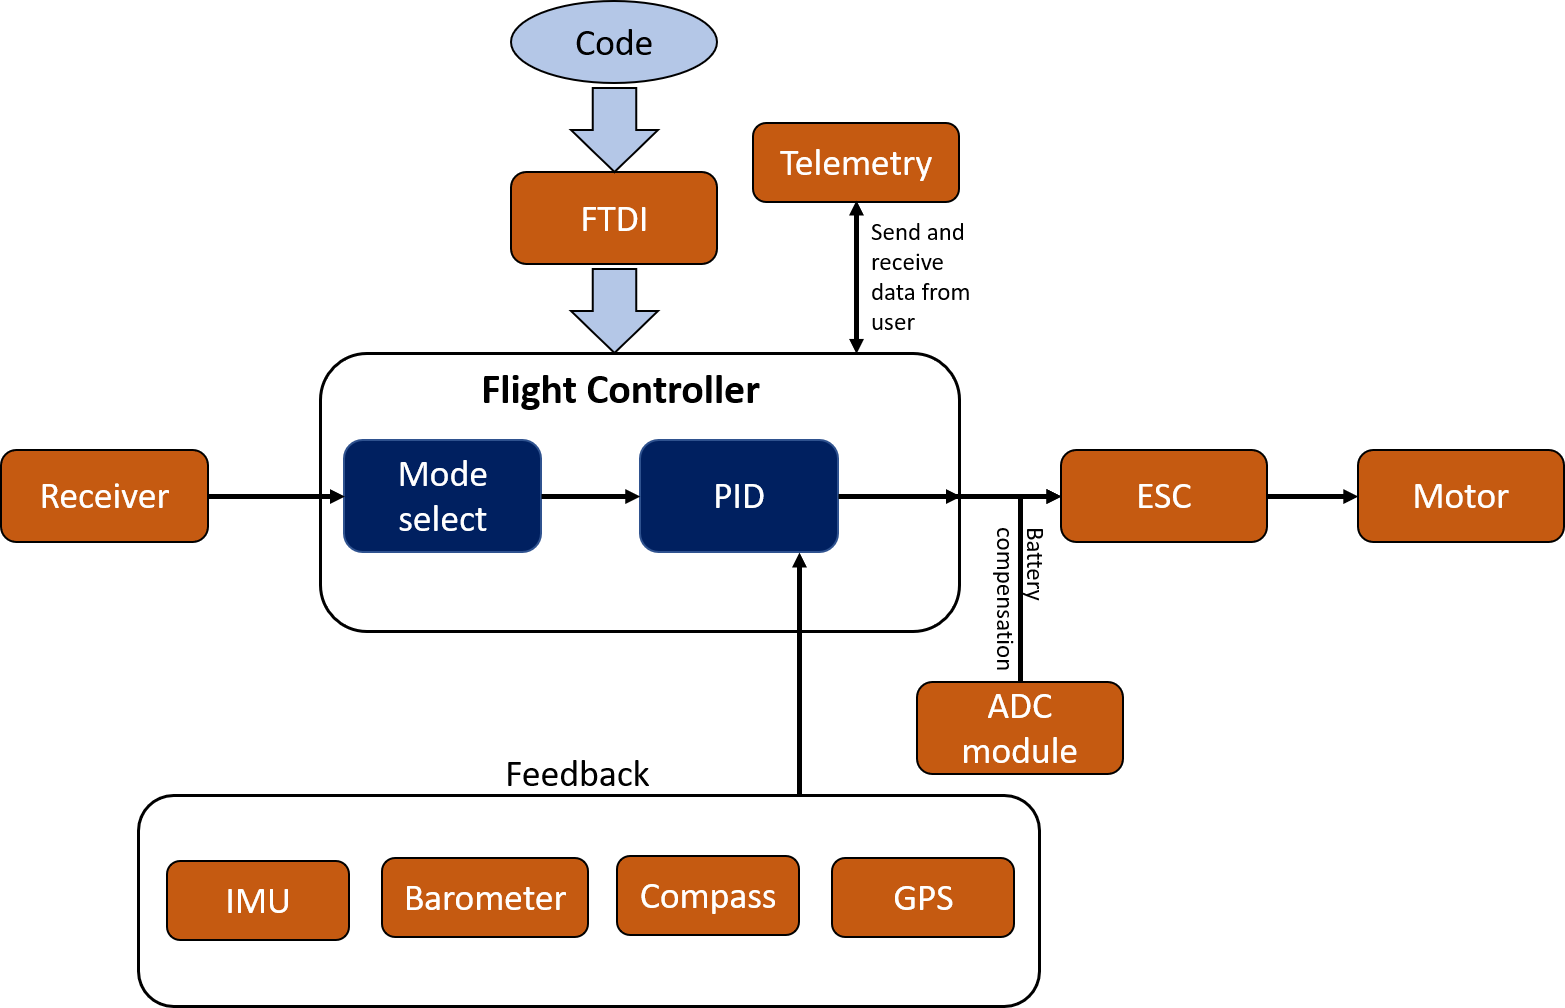 Code
FTDI
Telemetry
Send and
receive
data from
user
Flight Controller
Receiver
Mode
select
PID
ESC
Motor
Battery
compensation
ADC
module
Feedback
IMU
Barometer
Compass
GPS